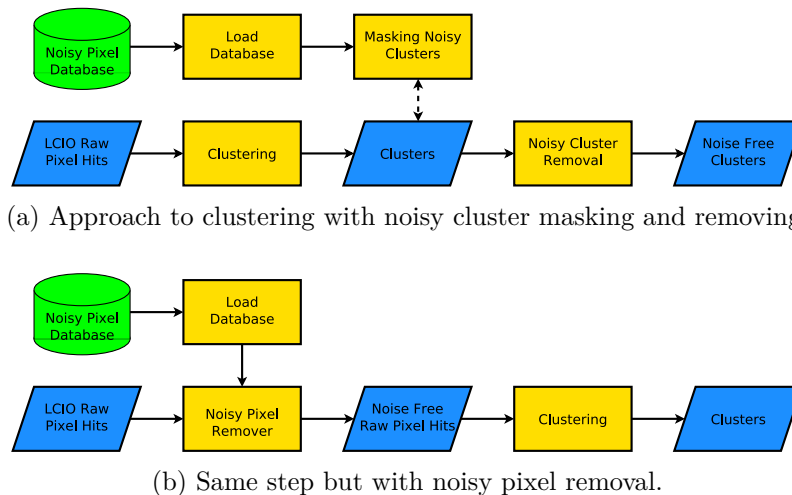 Noisy Pixel
Database
Load
Database
Masking Noisy
Clusters
LCIO Raw
Pixel Hits
Clustering
Clusters
Noisy Cluster
Removal
Noise Free
Clusters
(a) Approach to clustering with noisy cluster masking and removing
Noisy Pixel
Database
Load
Database
LCIO Raw
Pixel Hits
Noisy Pixel
Remover
Noise Free
Raw Pixel Hits
Clustering
Clusters
(b) Same step but with noisy pixel removal.